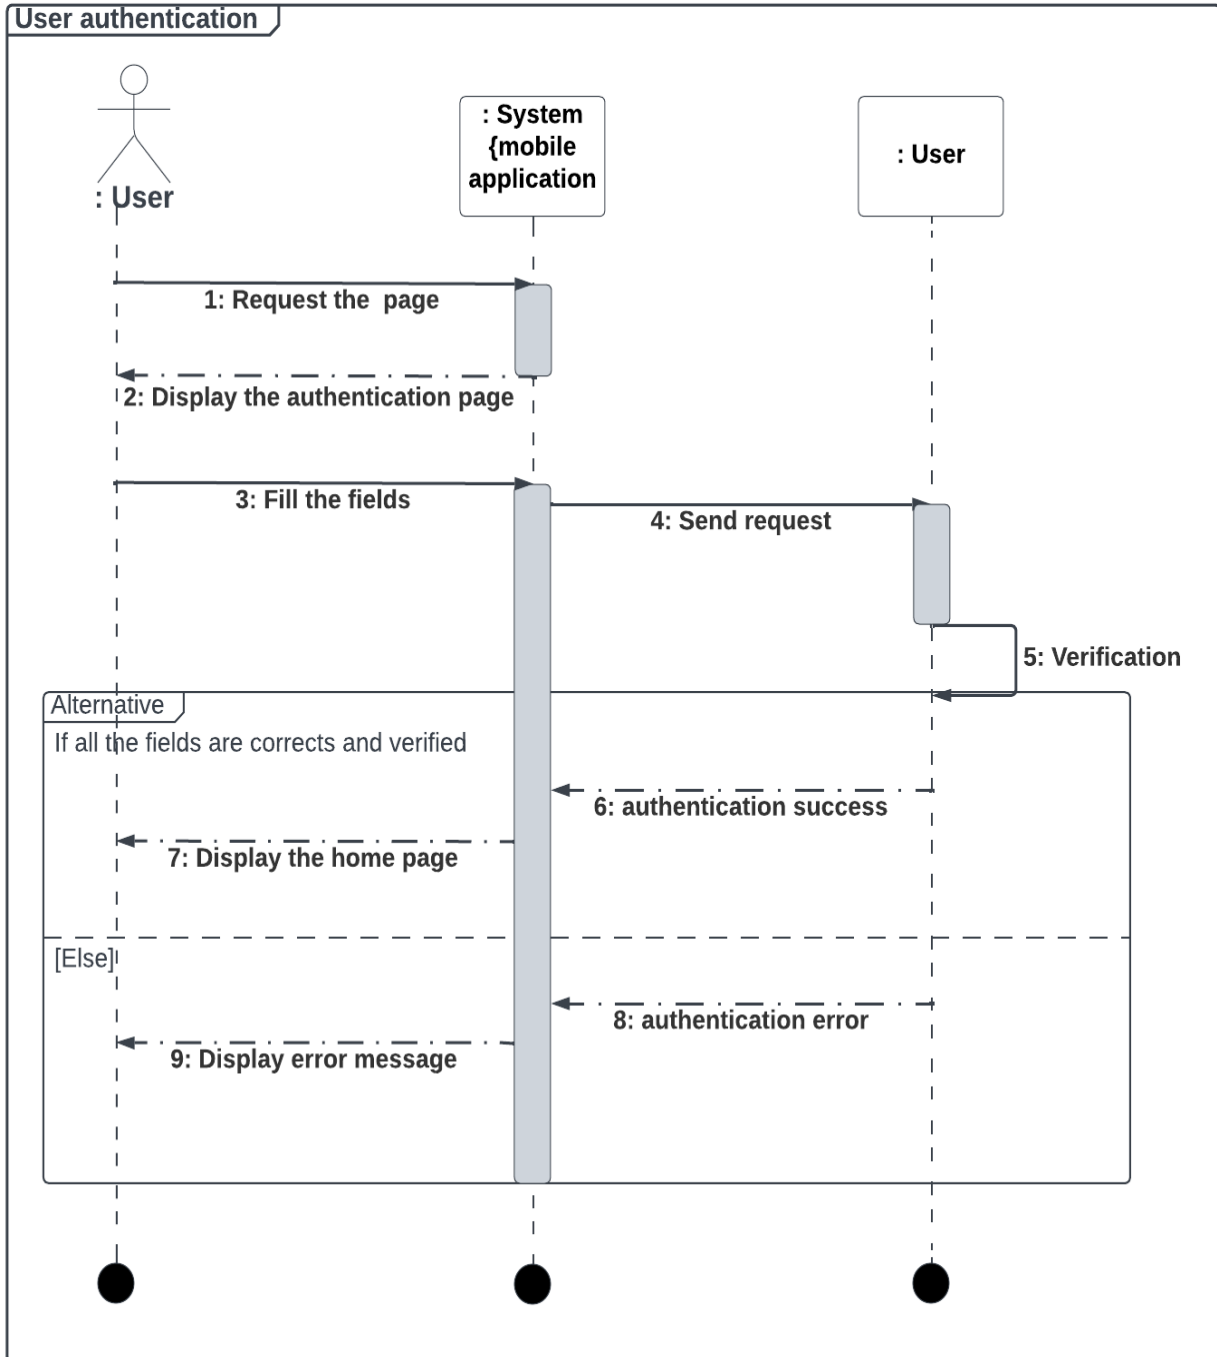 User authentication
: User
: System
{mobile
application
: User
1: Request the  page
2: Display the authentication page
3: Fill the fields
4: Send request
5: Verification
Alternative
If all the fields are corrects and verified
6: authentication success
7: Display the home page
[Else]
8: authentication error
9: Display error message